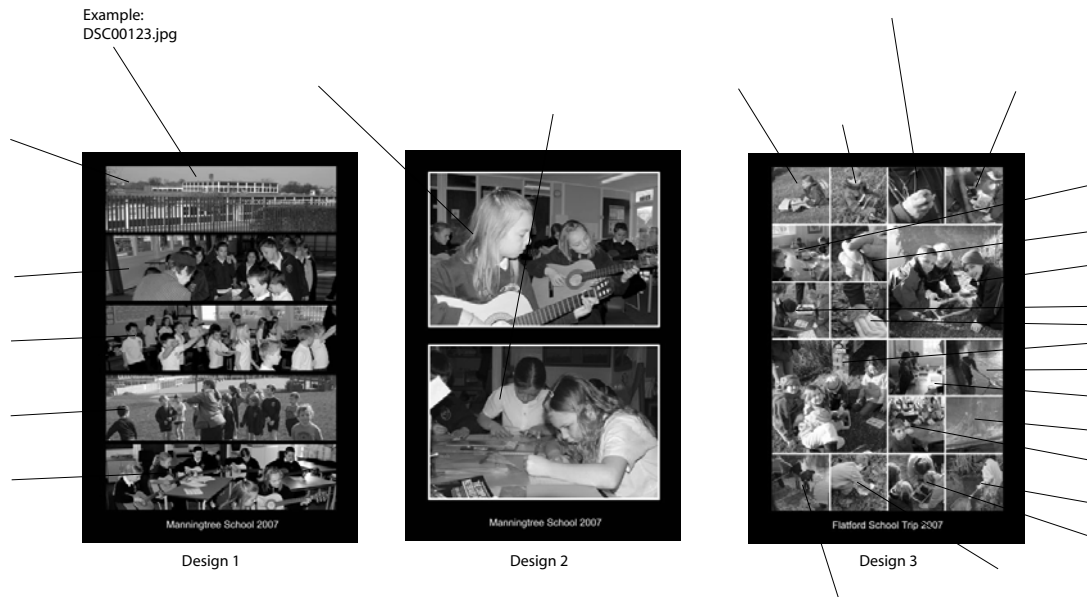 Example:
DSC00123.jpg
Manningtree School 2007
Design 1
Manningtree School 2007
Design 2
Flatford School Trip 2007
Design 3